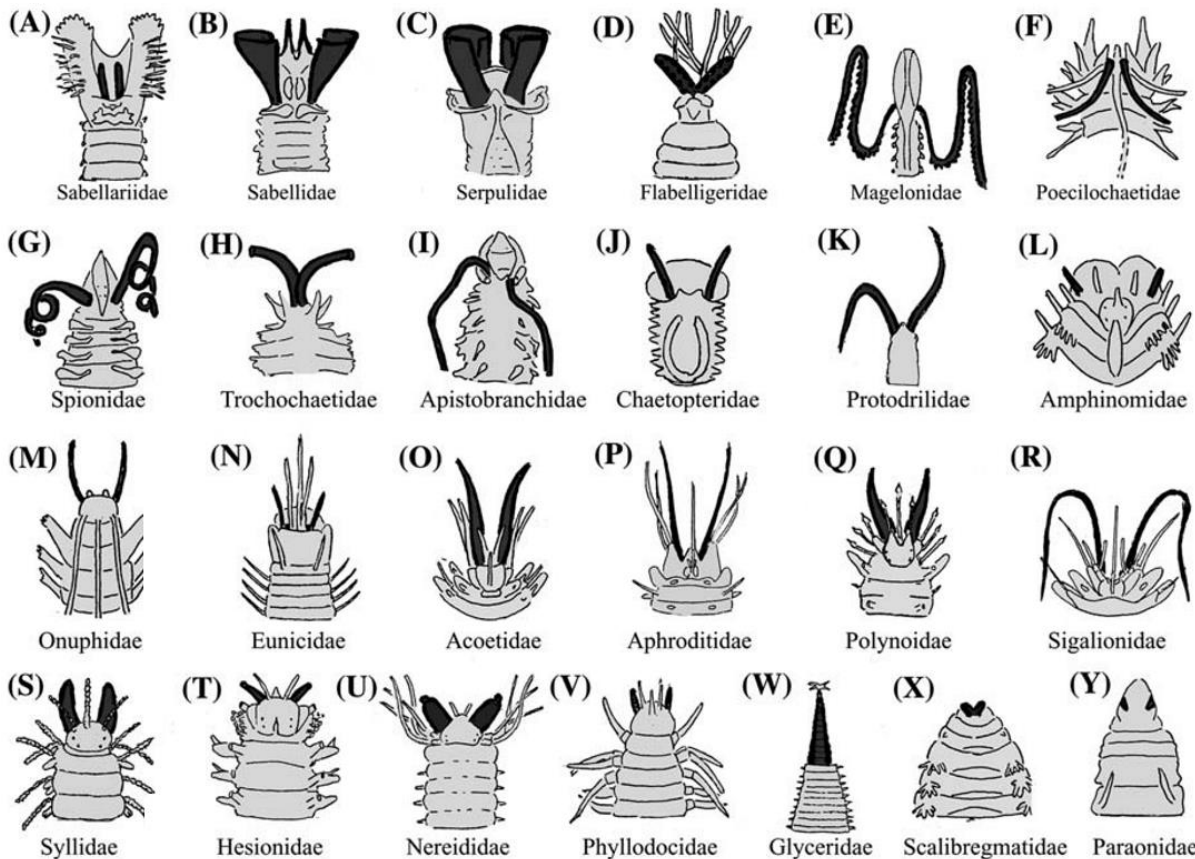 (A) (B) (C) (D) (E) (F)
Sabellariidae Sabellidae Serpulidae Flabelligeridae Magelonidae Poecilochaetidae
(G) (H) (I) (J) (K) (L)
Spionidae Trochochaetidae Apistobranchidae Chaetopteridae Protodrilidae Amphinomidae
(M) (N) (O) (P) (Q) (R)
Onuphidae Eunicidae Acoetidae Aphroditidae Polynoidae Sigalionidae
(S) (T) (U) (V) (W) (X) (Y)
Syllidae Hesionidae Nereididae Phyllodocidae Glyceridae Scalibregmatidae Paraonidae